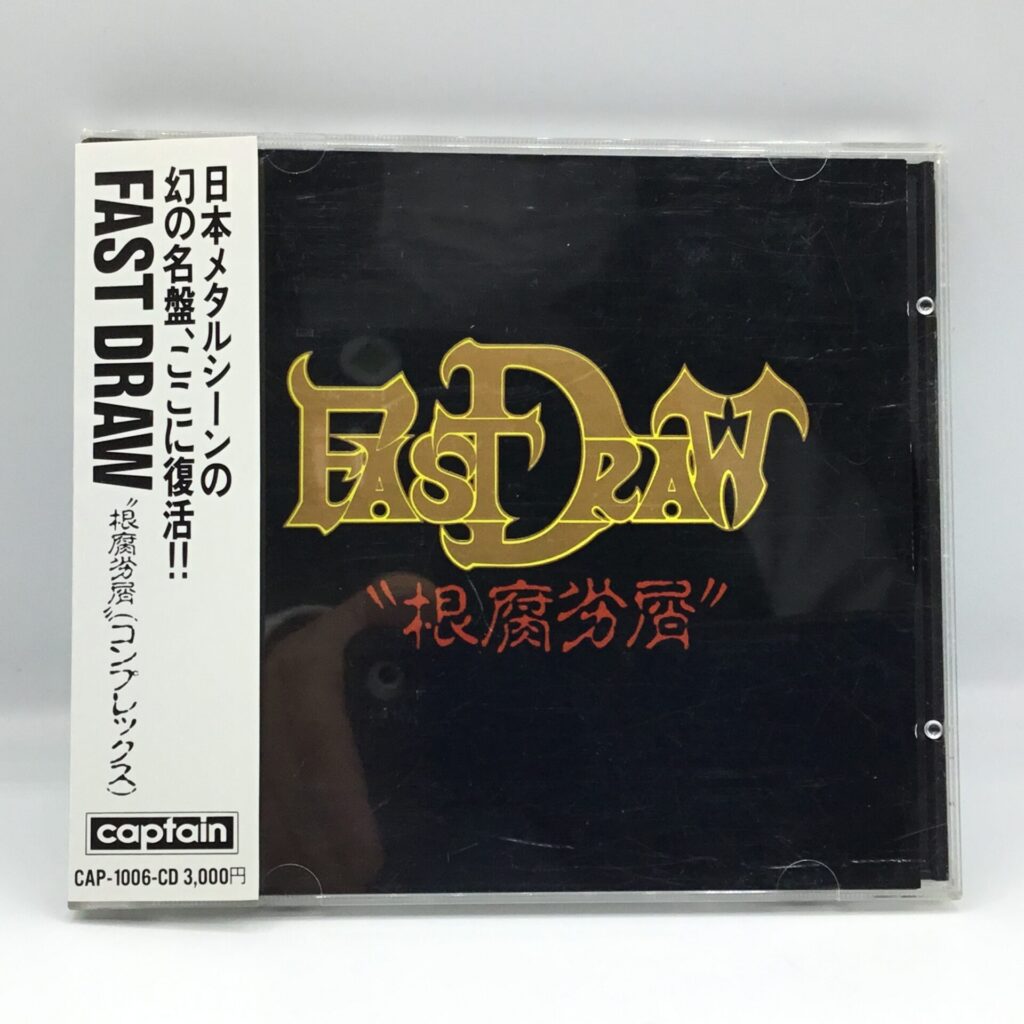 日本メタルシーンの
幻の名盤、ここに復活!!
FAST DRAW
“根腐劣層”(コンプレックス)
captain
CAP-1006-CD 3,000円
FAST DRAW
“根腐劣層”